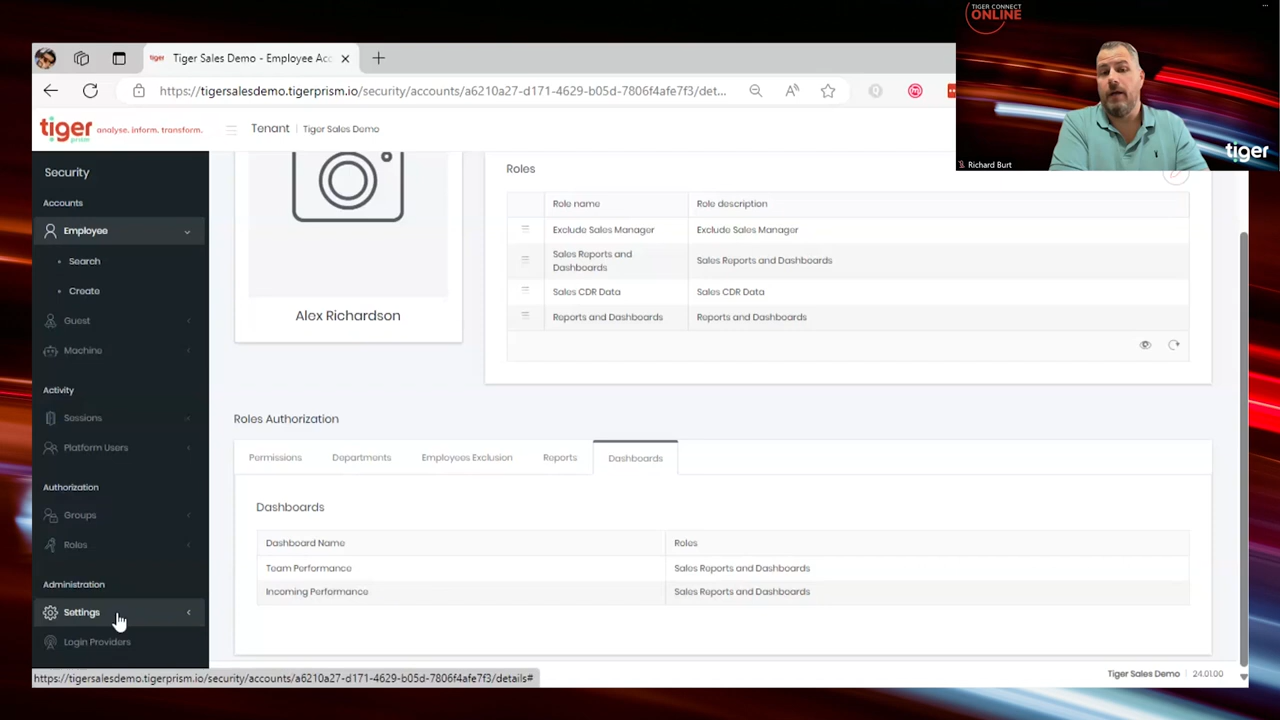 TIGER CONNECT
ONLINE
Tiger Sales Demo - Employee Acc
https://tigersalesdemo.tigerprism.io/security/accounts/a6210a27-d171-4629-b05d-7806f4afe7f3/det...
tiger
prism
analyse. inform. transform.
Tenant
Tiger Sales Demo
tiger
Richard Burt
Security
Accounts
Employee
Search
Create
Guest
Machine
Activity
Sessions
Platform Users
Authorization
Groups
Roles
Administration
Settings
Login Providers
Alex Richardson
Roles
Role name Role description
Exclude Sales Manager Exclude Sales Manager
Sales Reports and Sales Reports and Dashboards
Dashboards
Sales CDR Data Sales CDR Data
Reports and Dashboards Reports and Dashboards
Roles Authorization
Permissions Departments Employees Exclusion Reports Dashboards
Dashboards
Dashboard Name Roles
Team Performance Sales Reports and Dashboards
Incoming Performance Sales Reports and Dashboards
https://tigersalesdemo.tigerprism.io/security/accounts/a6210a27-d171-4629-b05d-7806f4afe7f3/details#
Tiger Sales Demo 24.01.00